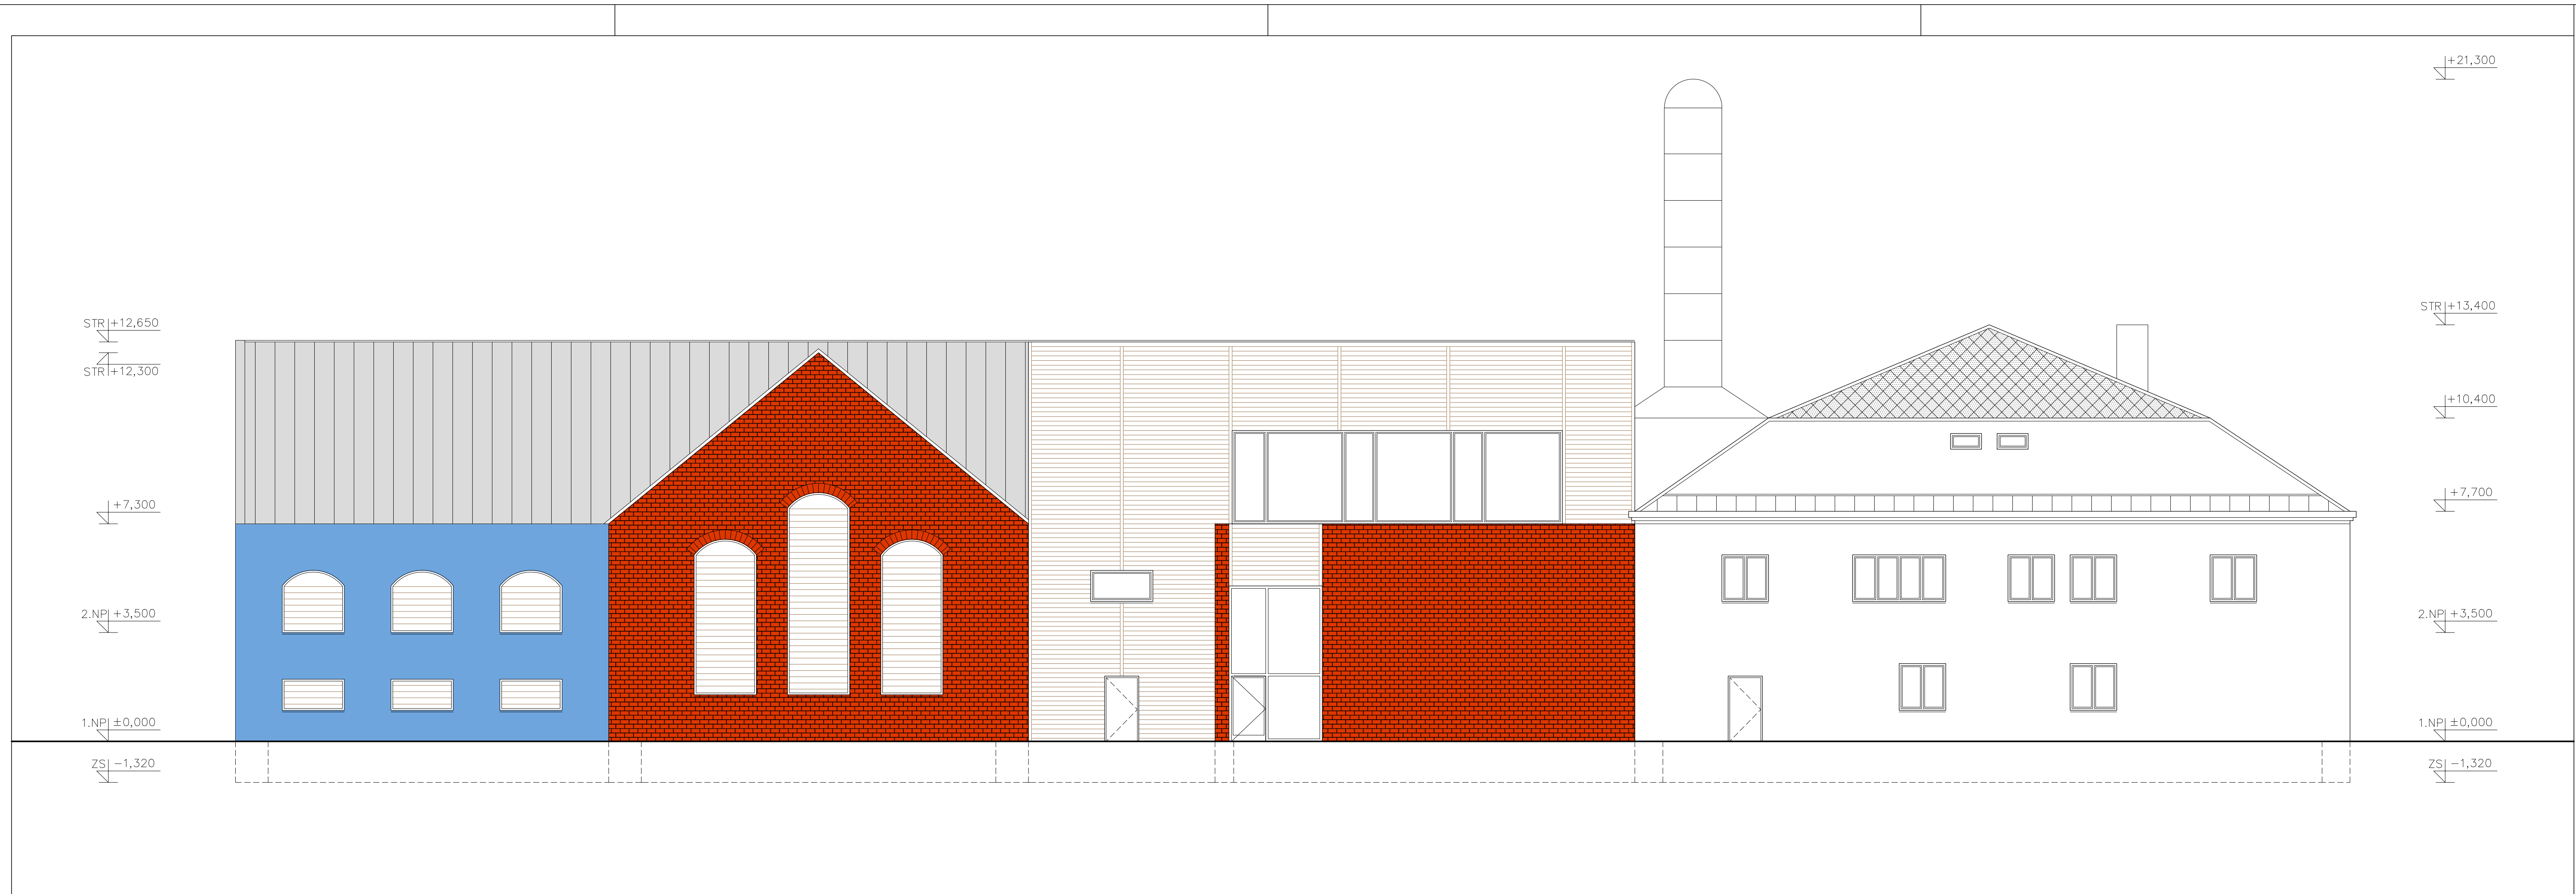 +21,300
STR +13,400
STR +12,650
STR +12,300
+10,400
+7,300
+7,700
2.NP +3,500
2.NP +3,500
1.NP ±0,000
1.NP ±0,000
ZS −1,320
ZS −1,320